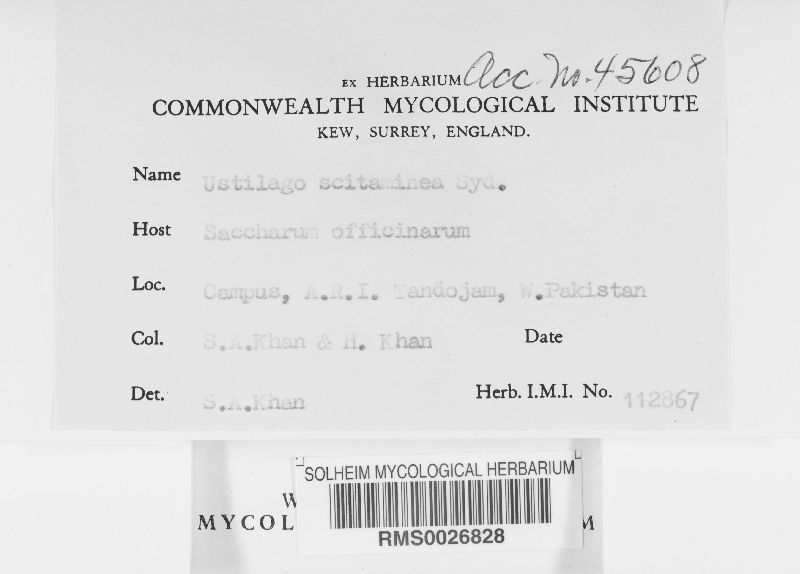 EX HERBARIUM Acc. No. 45608
COMMONWEALTH MYCOLOGICAL INSTITUTE
KEW, SURREY, ENGLAND.
Name Ustilago scitaminea Syd.
Host Saccharum officinarum
Loc. Campus, A.R.I. Tandojam, W.Pakistan
Col. S.A.Khan & H. Khan Date
Det. S.A.Khan Herb. I.M.I. No. 112867
SOLHEIM MYCOLOGICAL HERBARIUM
RMS0026828